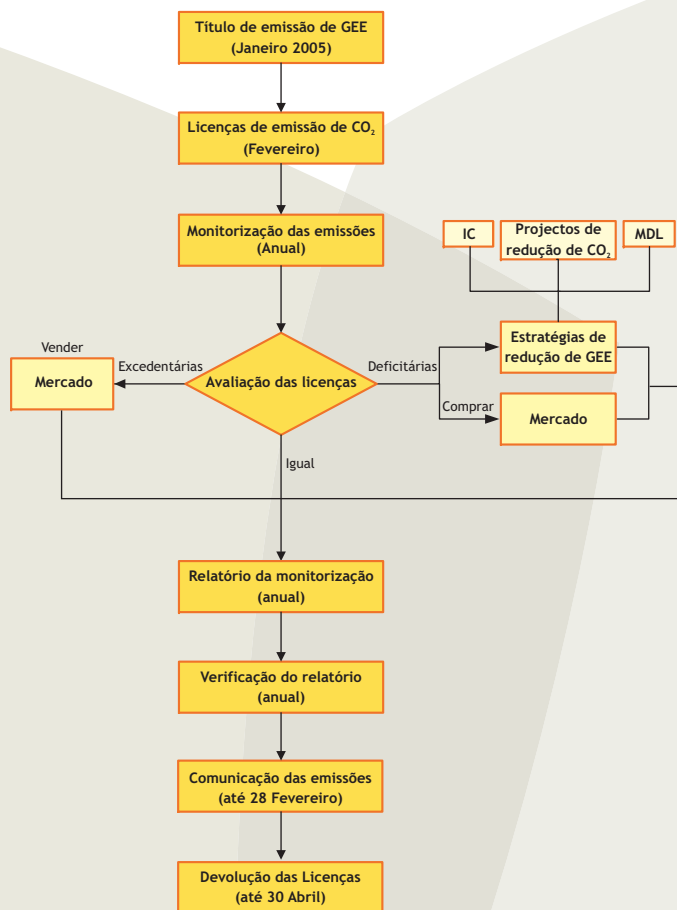 Título de emissão de GEE
(Janeiro 2005)
Licenças de emissão de CO₂
(Fevereiro)
Monitorização das emissões
(Anual)
IC
Projectos de
redução de CO₂
MDL
Vender
Mercado
Excedentárias
Avaliação das licenças
Deficitárias
Estratégias de
redução de GEE
Comprar
Mercado
Igual
Relatório da monitorização
(anual)
Verificação do relatório
(anual)
Comunicação das emissões
(até 28 Fevereiro)
Devolução das Licenças
(até 30 Abril)